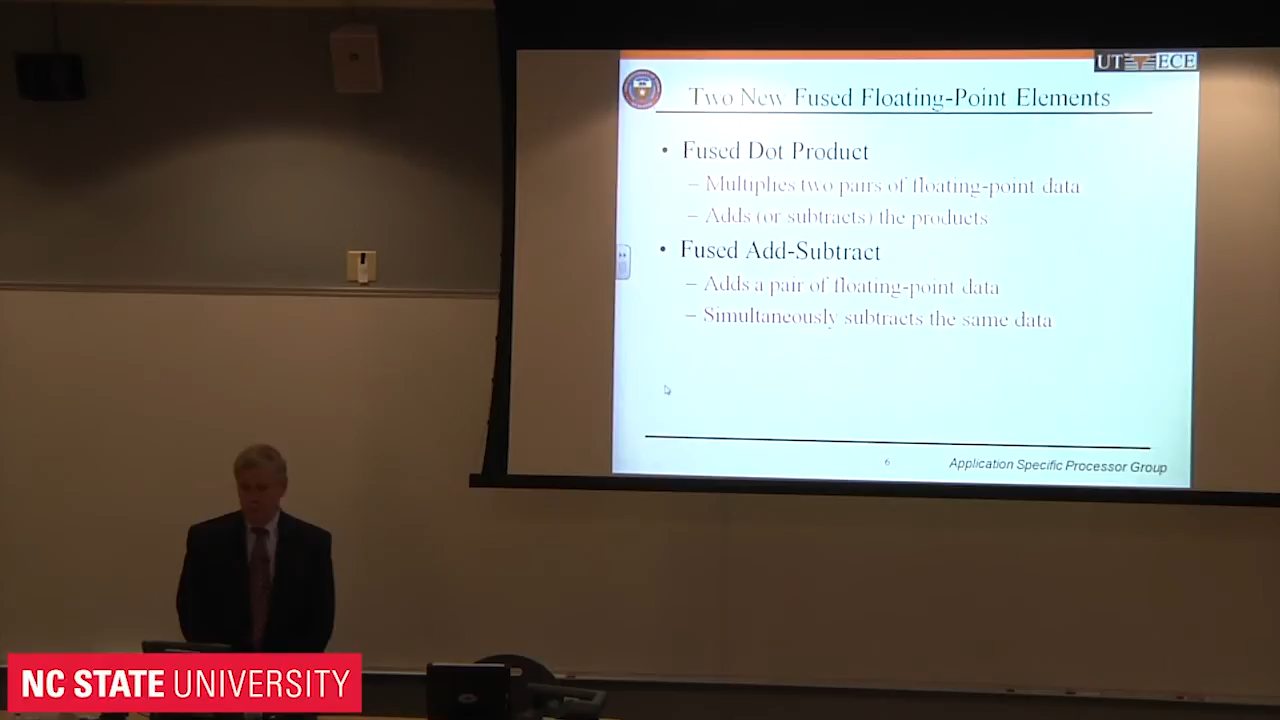 UT ECE
Two New Fused Floating-Point Elements
• Fused Dot Product
– Multiplies two pairs of floating-point data
– Adds (or subtracts) the products
• Fused Add-Subtract
– Adds a pair of floating-point data
– Simultaneously subtracts the same data
6
Application Specific Processor Group
NC STATE UNIVERSITY